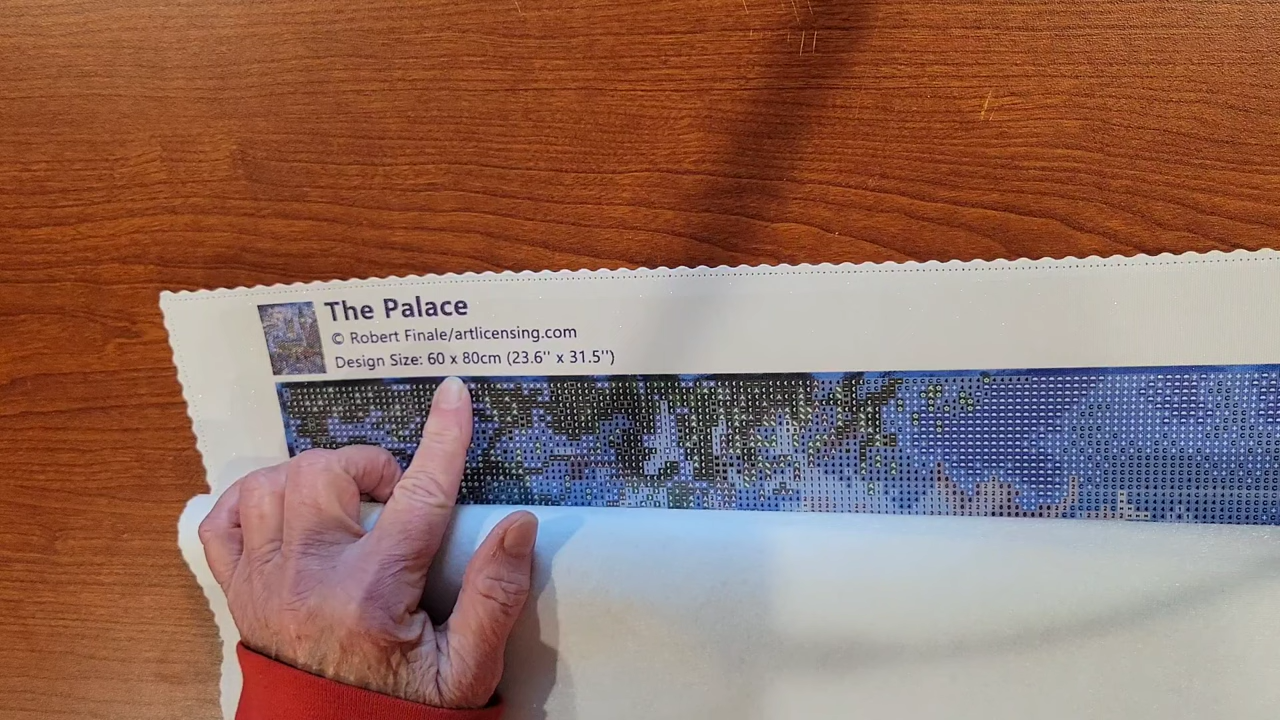 The Palace
© Robert Finale/artlicensing.com
Design Size: 60 x 80cm (23.6'' x 31.5'')